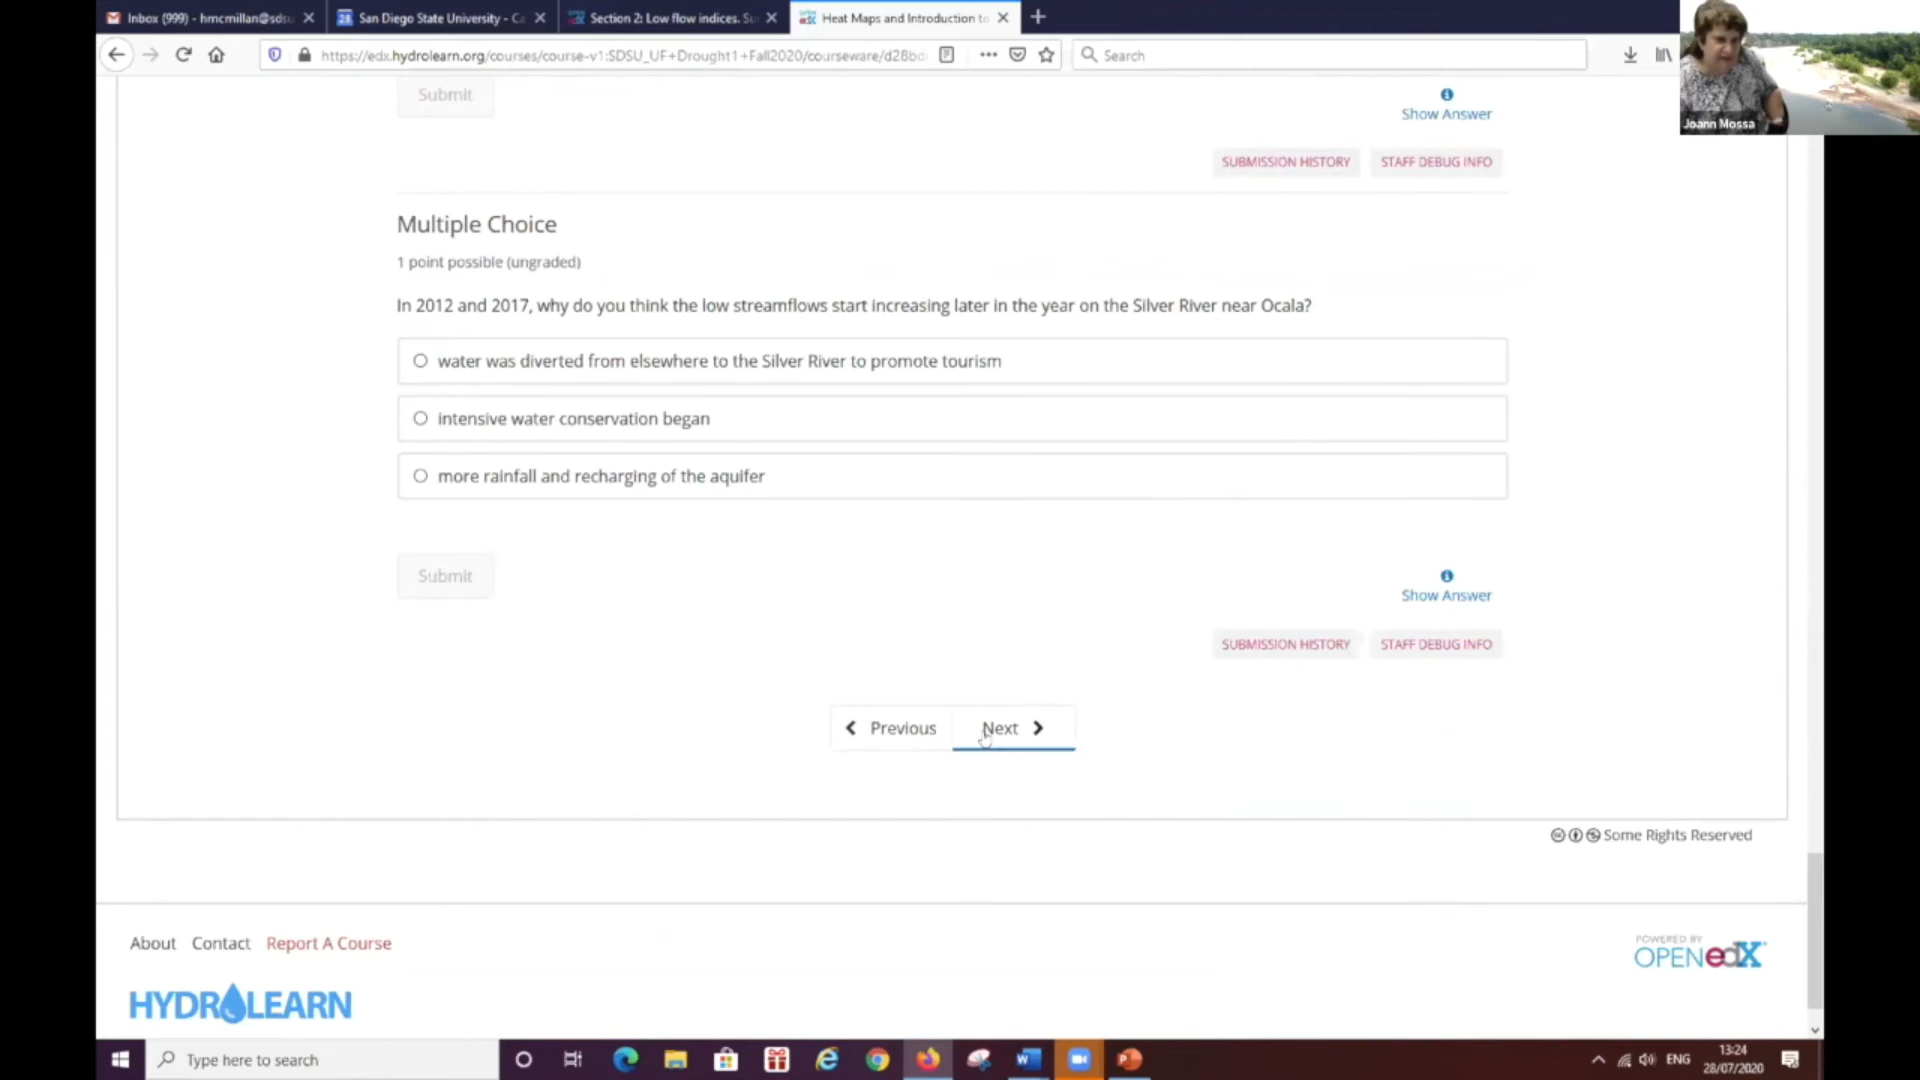 Inbox (999) - hmcmillan@sdsu
San Diego State University - Ca
Section 2: Low flow indices. Su
Heat Maps and Introduction to
https://edx.hydrolearn.org/courses/course-v1:SDSU_UF+Drought1+Fall2020/courseware/d28bd
Search
Joann Mossa
Submit
Show Answer
SUBMISSION HISTORY
STAFF DEBUG INFO
Multiple Choice
1 point possible (ungraded)
In 2012 and 2017, why do you think the low streamflows start increasing later in the year on the Silver River near Ocala?
water was diverted from elsewhere to the Silver River to promote tourism
intensive water conservation began
more rainfall and recharging of the aquifer
Submit
Show Answer
SUBMISSION HISTORY
STAFF DEBUG INFO
Previous
Next
Some Rights Reserved
About Contact Report A Course
POWERED BY
OPEN edX
HYDROLEARN
Type here to search
ENG
13:24
28/07/2020